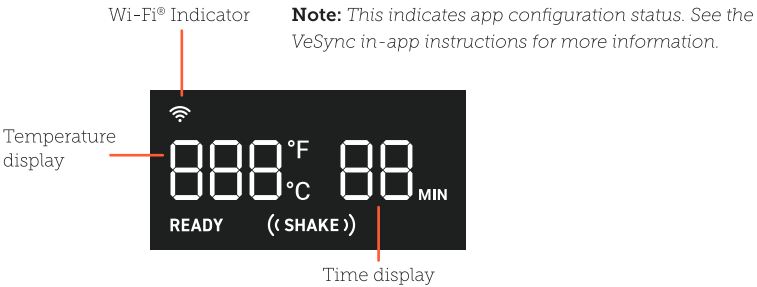 Wi-Fi® Indicator
Note: This indicates app configuration status. See the
VeSync in-app instructions for more information.
Temperature
display
888 °F °C 88 MIN
READY ((SHAKE))
Time display